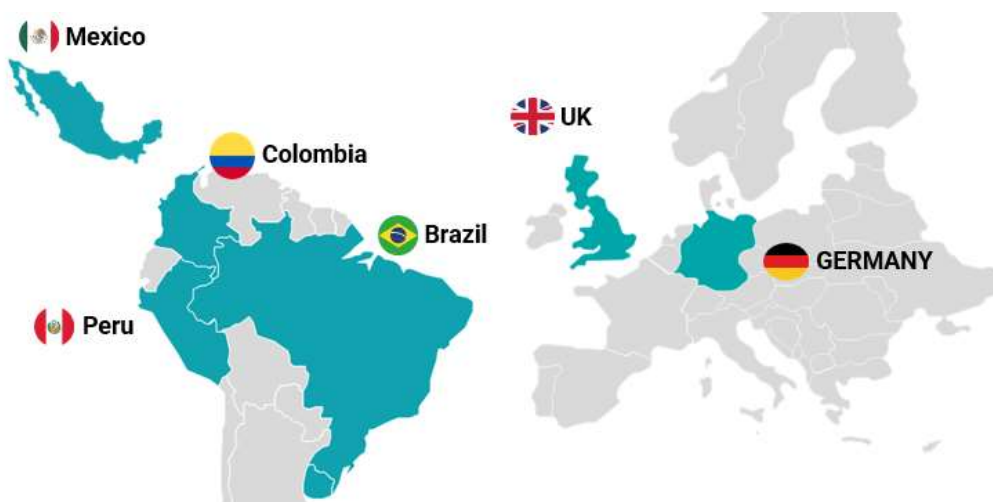 Mexico
Colombia
Brazil
Peru
UK
GERMANY